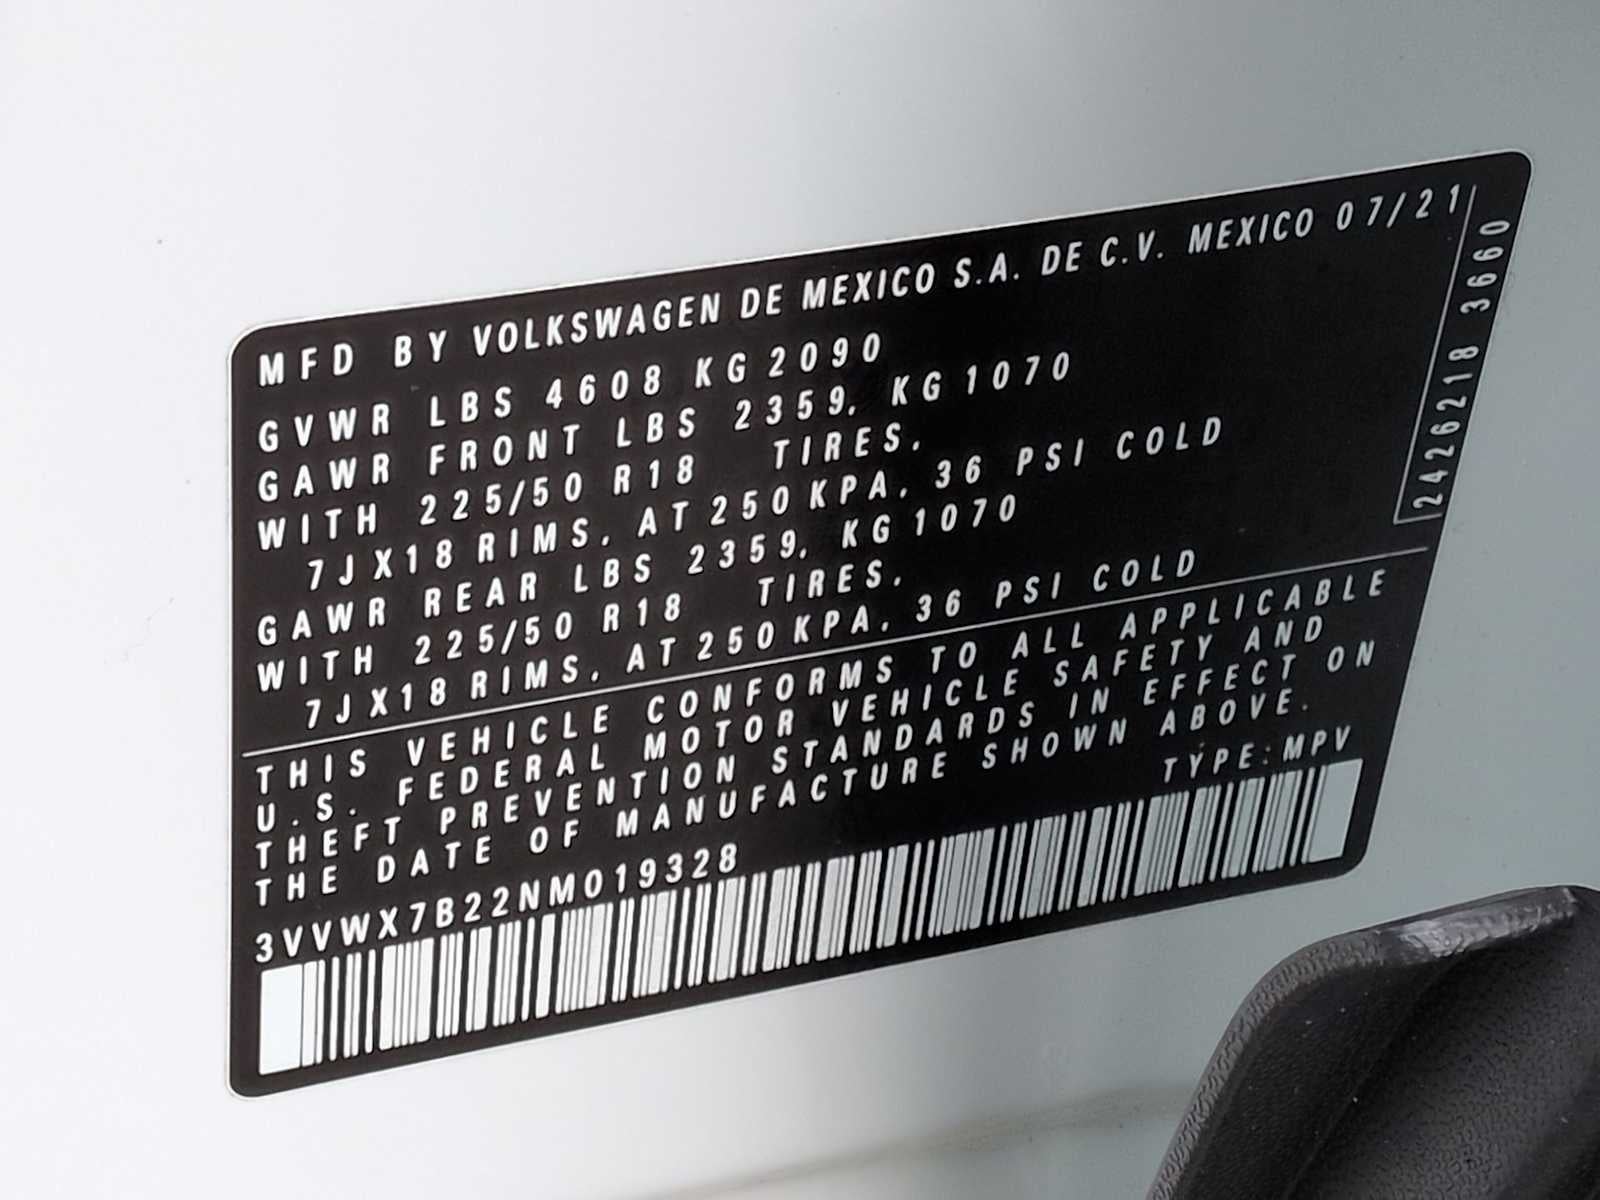 MFD BY VOLKSWAGEN DE MEXICO S.A. DE C.V. MEXICO 07/21
GVWR LBS 4608 KG 2090
GAWR FRONT LBS 2359, KG 1070
WITH 225/50 R18 TIRES,
7JX18 RIMS, AT 250 KPA, 36 PSI COLD
GAWR REAR LBS 2359, KG 1070
WITH 225/50 R18 TIRES,
7JX18 RIMS, AT 250 KPA, 36 PSI COLD
2426218 3660
THIS VEHICLE CONFORMS TO ALL APPLICABLE
U.S. FEDERAL MOTOR VEHICLE SAFETY AND
THEFT PREVENTION STANDARDS IN EFFECT ON
THE DATE OF MANUFACTURE SHOWN ABOVE.
TYPE: MPV
3VVWX7B22NM019328